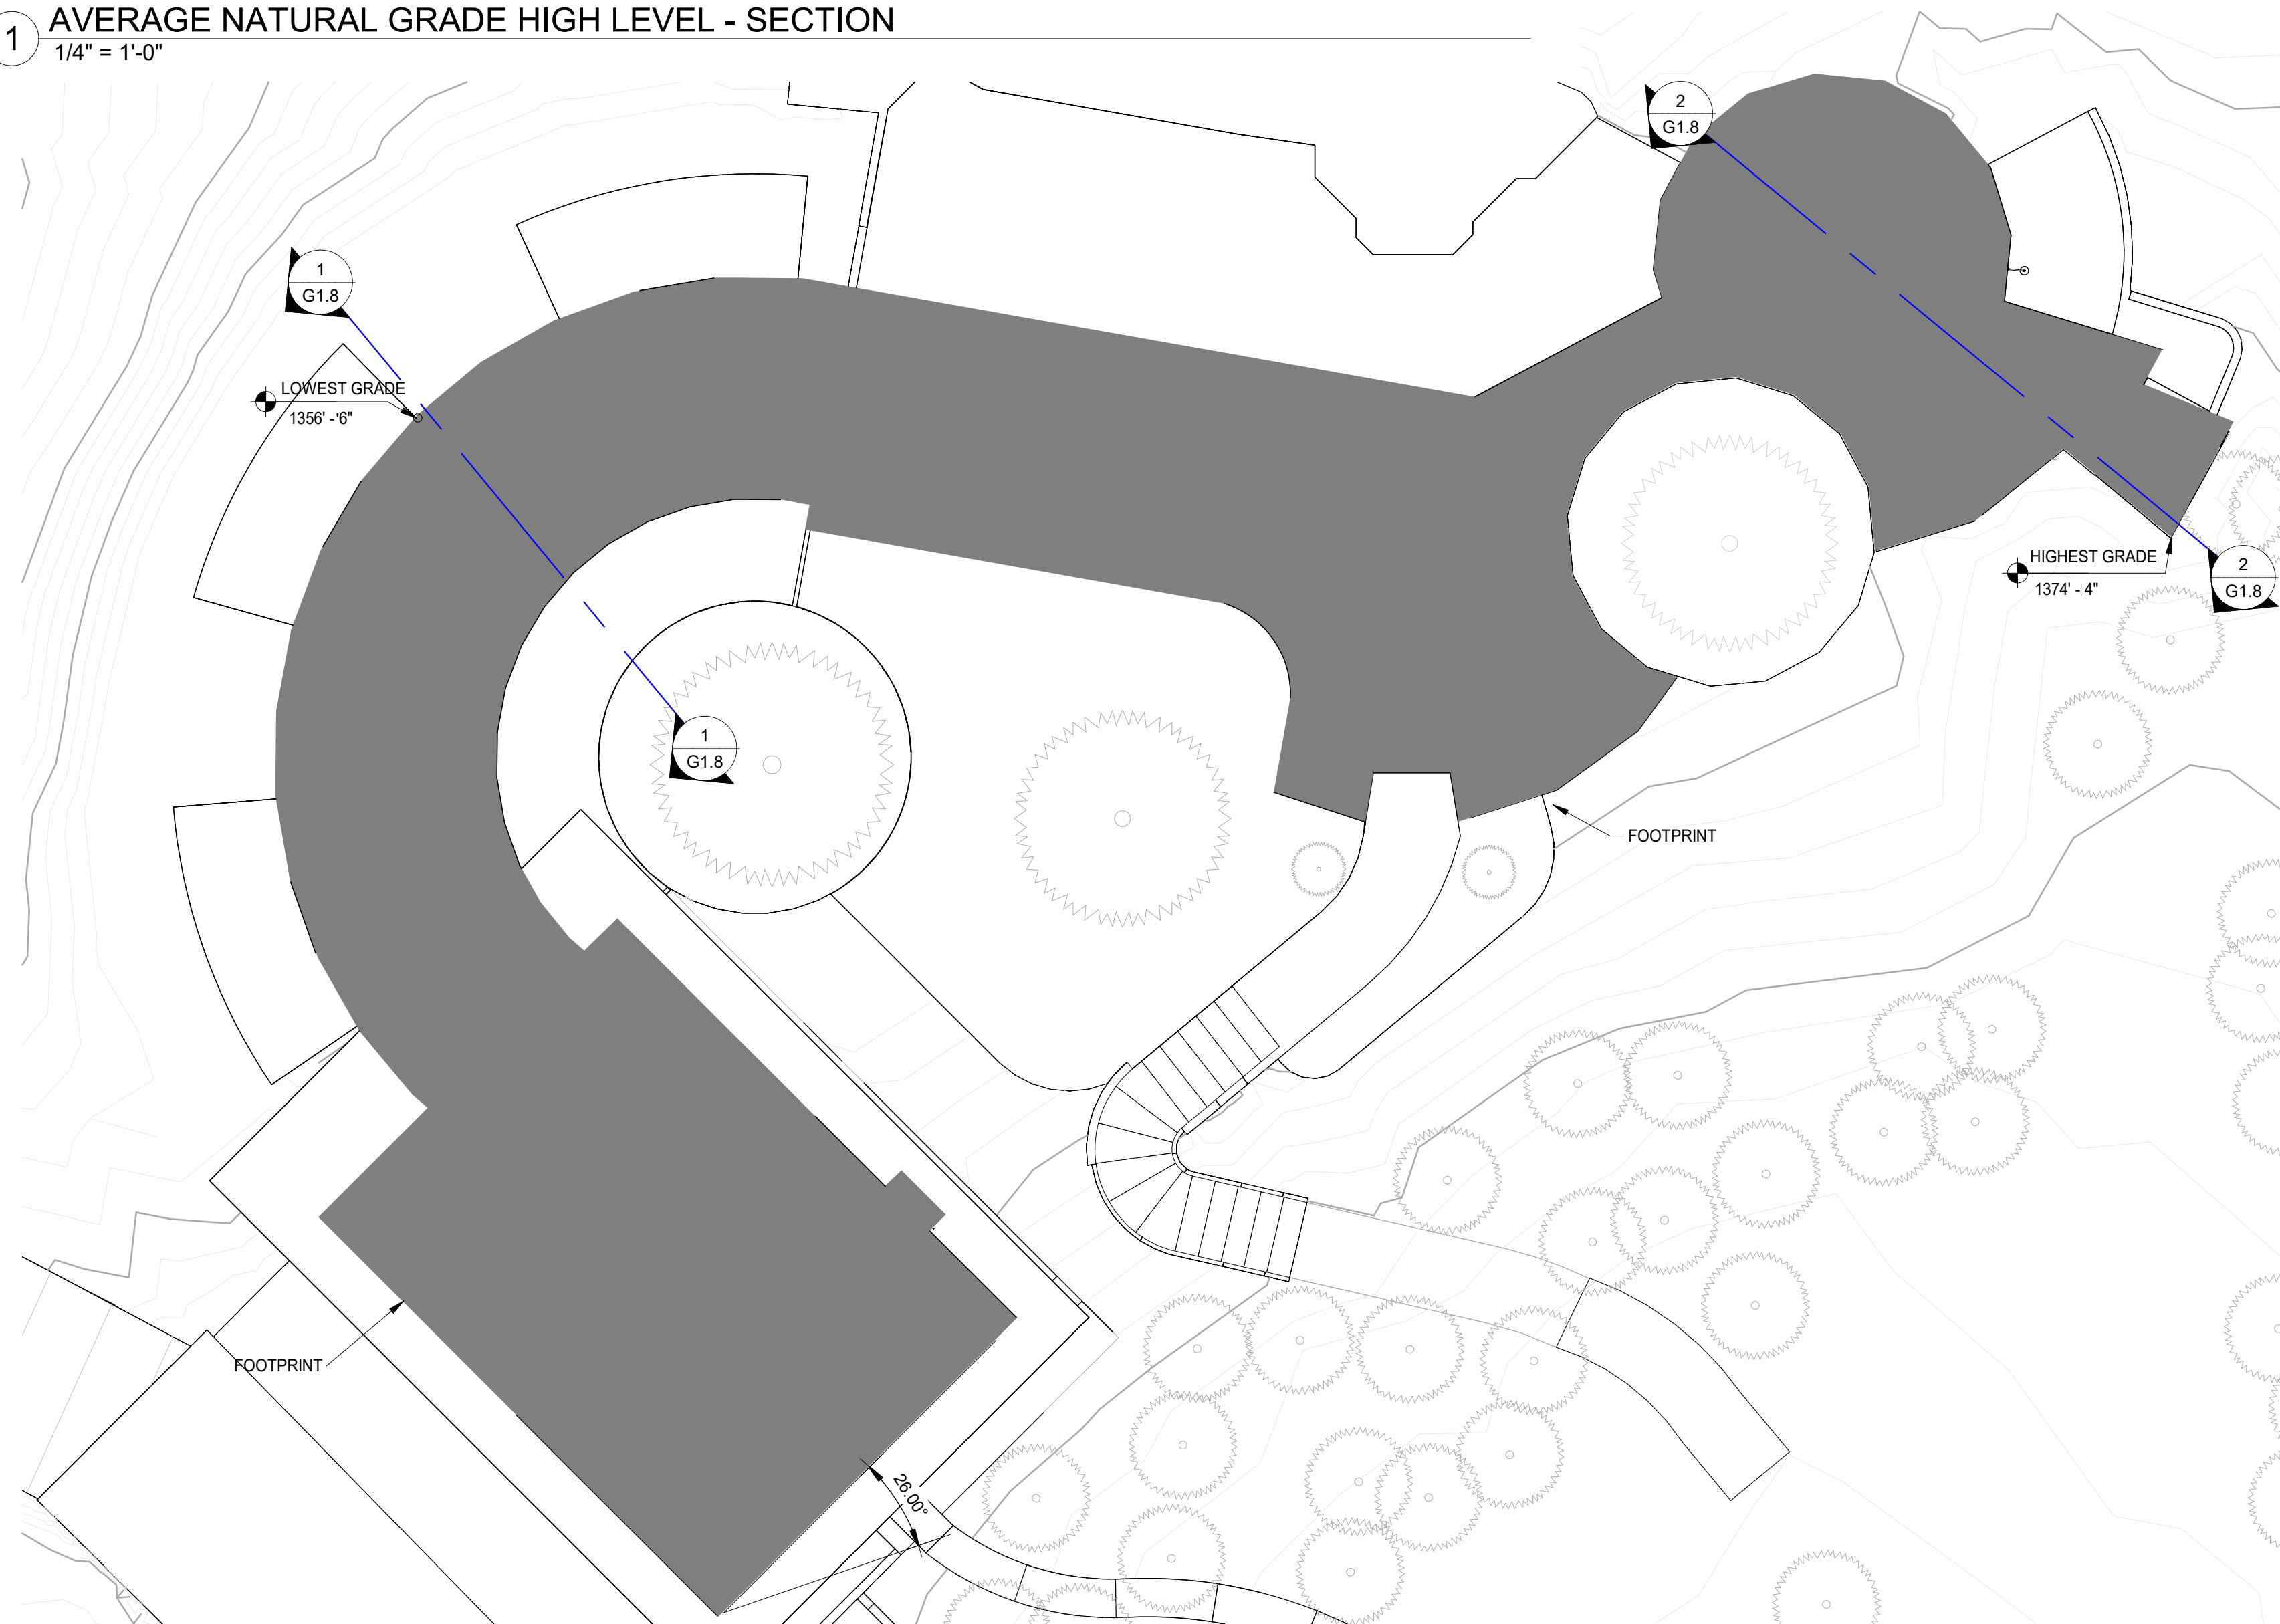 1
AVERAGE NATURAL GRADE HIGH LEVEL - SECTION
1/4" = 1'-0"
2
G1.8
1
G1.8
LOWEST GRADE
1356' - 6"
HIGHEST GRADE
1374' - 4"
2
G1.8
1
G1.8
FOOTPRINT
FOOTPRINT
26.00°